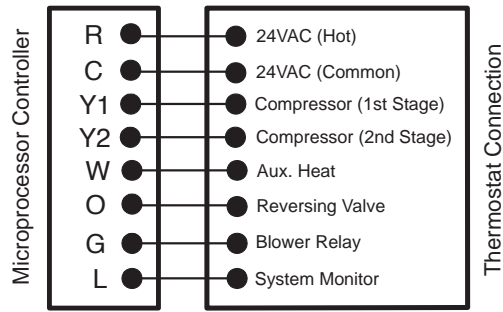 Microprocessor Controller
R 24VAC (Hot)
C 24VAC (Common)
Y1 Compressor (1st Stage)
Y2 Compressor (2nd Stage)
W Aux. Heat
O Reversing Valve
G Blower Relay
L System Monitor
Thermostat Connection